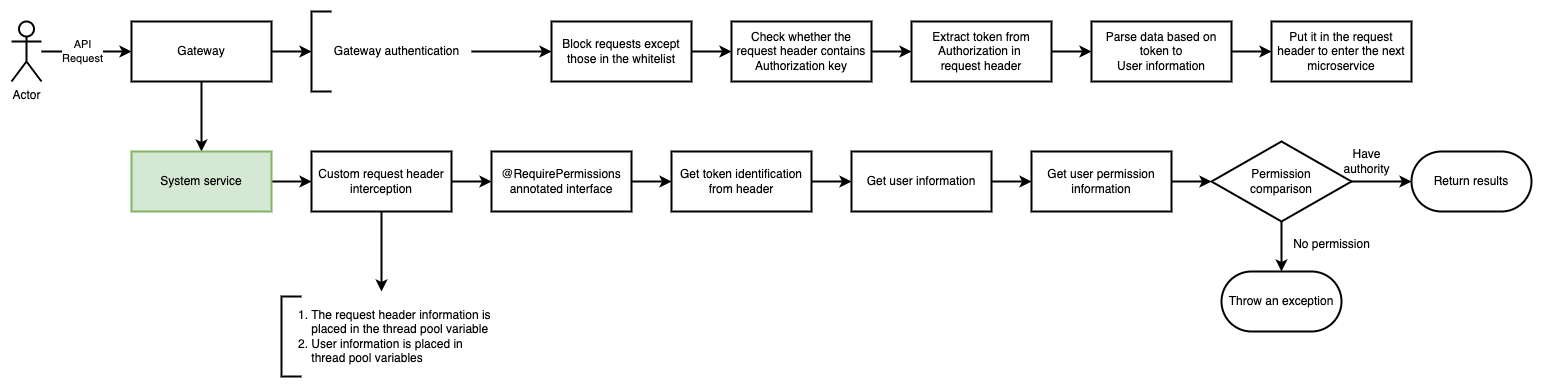 API
Request
Actor
Gateway
Gateway authentication
Block requests except
those in the whitelist
Check whether the
request header contains
Authorization key
Extract token from
Authorization in
request header
Parse data based on
token to
User information
Put it in the request
header to enter the next
microservice
System service
Custom request header
interception
@RequirePermissions
annotated interface
Get token identification
from header
Get user information
Get user permission
information
Permission
comparison
Have
authority
Return results
No permission
Throw an exception
1. The request header information is
placed in the thread pool variable
2. User information is placed in
thread pool variables